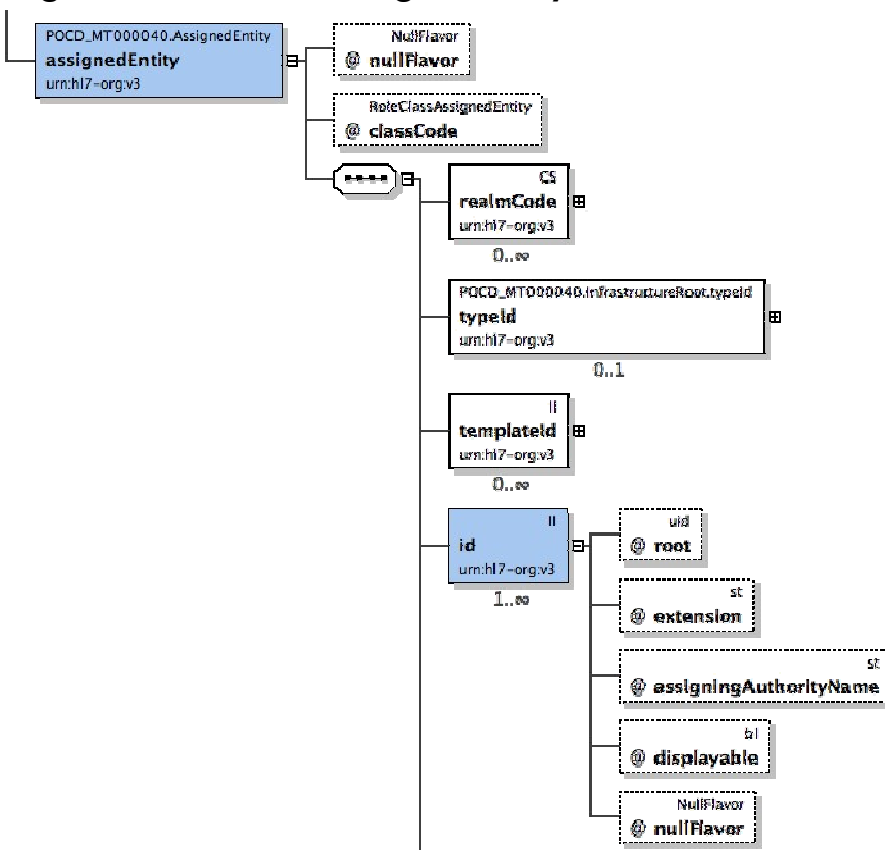 POCD_MT000040.AssignedEntity
assignedEntity
urn:hl7-org:v3
NullFlavor
@ nullFlavor
RoleClassAssignedEntity
@ classCode
CS
realmCode
urn:hl7-org:v3
0..∞
POCD_MT000040.InfrastructureRoot.typeId
typeId
urn:hl7-org:v3
0..1
II
templateId
urn:hl7-org:v3
0..∞
II
id
urn:hl7-org:v3
1..∞
uid
@ root
st
@ extension
st
@ assigningAuthorityName
bl
@ displayable
NullFlavor
@ nullFlavor